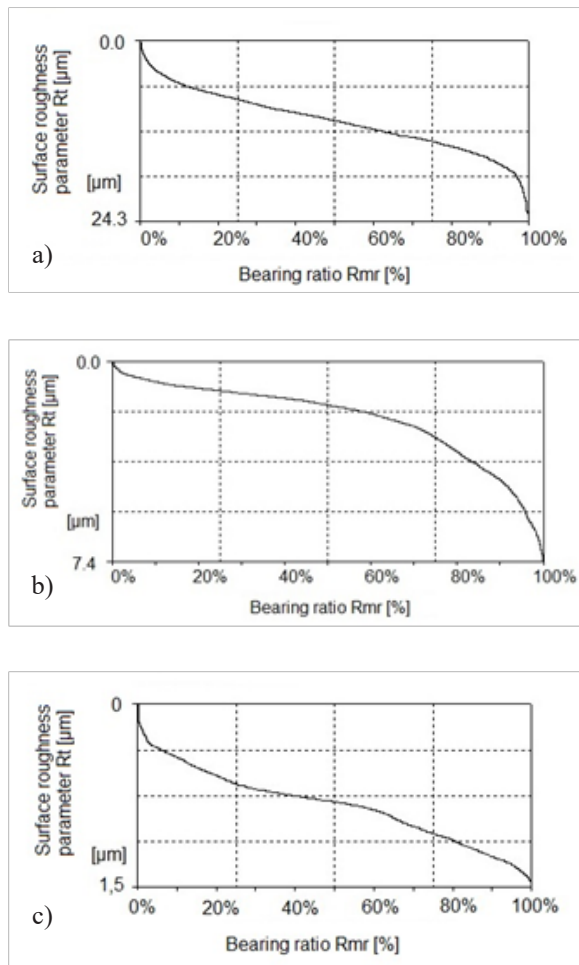 Surface roughness
parameter Rt [µm]
0.0
[µm]
24.3
0% 20% 40% 60% 80% 100%
Bearing ratio Rmr [%]
a)
Surface roughness
parameter Rt [µm]
0.0
[µm]
7.4
0% 20% 40% 60% 80% 100%
Bearing ratio Rmr [%]
b)
Surface roughness
parameter Rt [µm]
0
[µm]
1,5
0% 20% 40% 60% 80% 100%
Bearing ratio Rmr [%]
c)